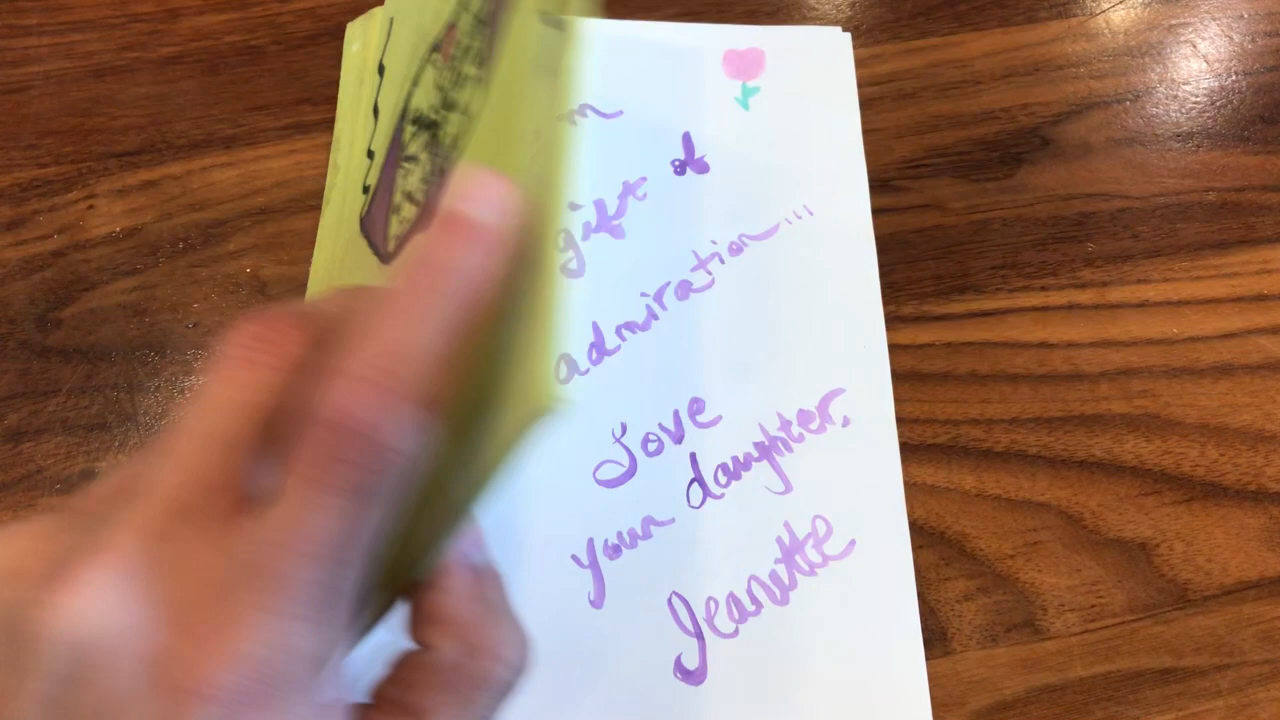 gift of
admiration...
Love
your daughter,
Jeanette